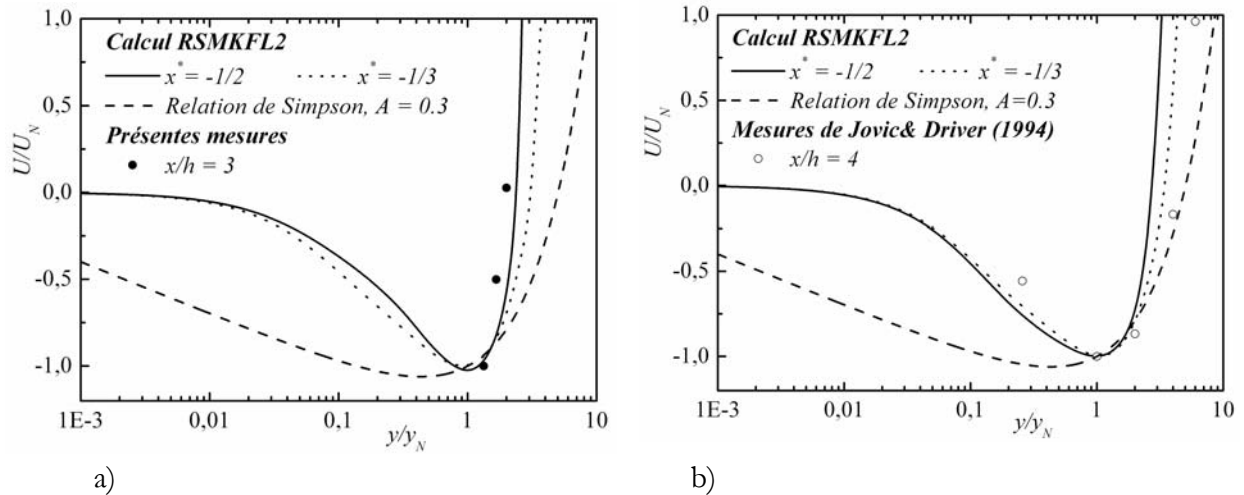 1,0
0,5
0,0
-0,5
-1,0
U/U_N
Calcul RSMKFL2
x* = -1/2 x* = -1/3
Relation de Simpson, A = 0.3
Présentes mesures
x/h = 3
1E-3 0,01 0,1 1 10
y/y_N
a)
1,0
0,5
0,0
-0,5
-1,0
U/U_N
Calcul RSMKFL2
x* = -1/2 x* = -1/3
Relation de Simpson, A=0.3
Mesures de Jovic& Driver (1994)
x/h = 4
1E-3 0,01 0,1 1 10
y/y_N
b)